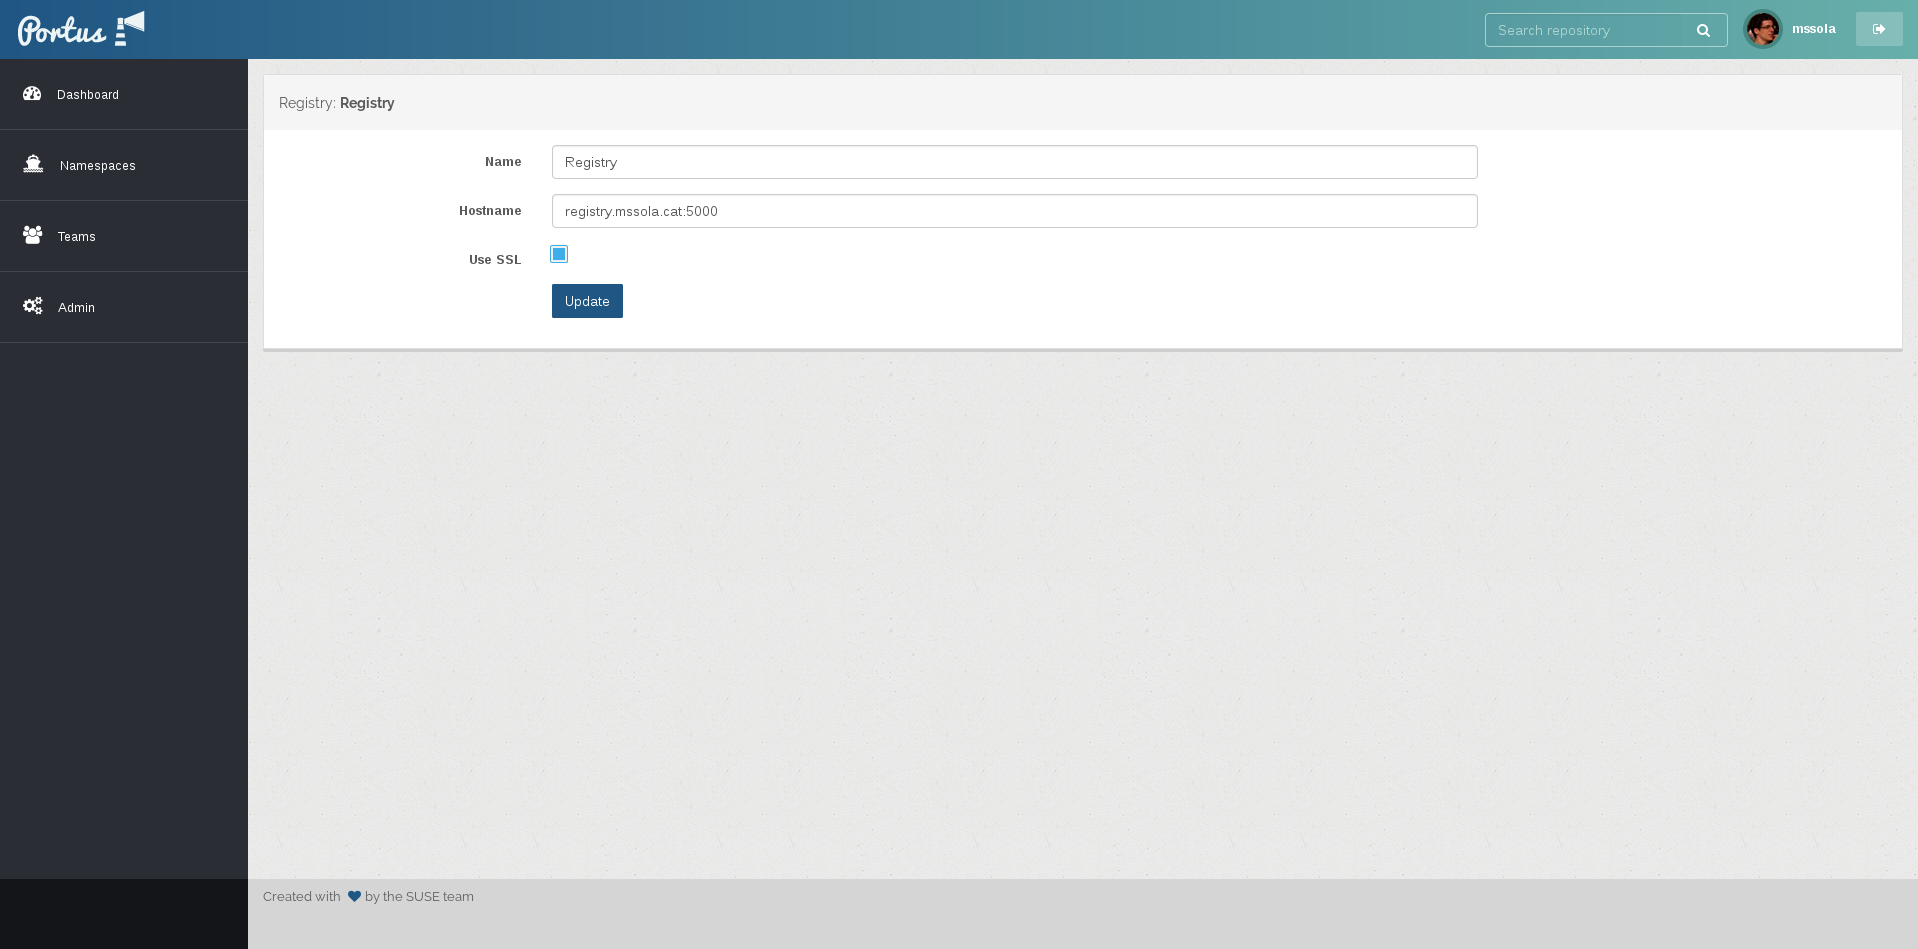 Portus
Search repository
mssola
Dashboard
Namespaces
Teams
Admin
Registry: Registry
Name
Registry
Hostname
registry.mssola.cat:5000
Use SSL
Update
Created with by the SUSE team